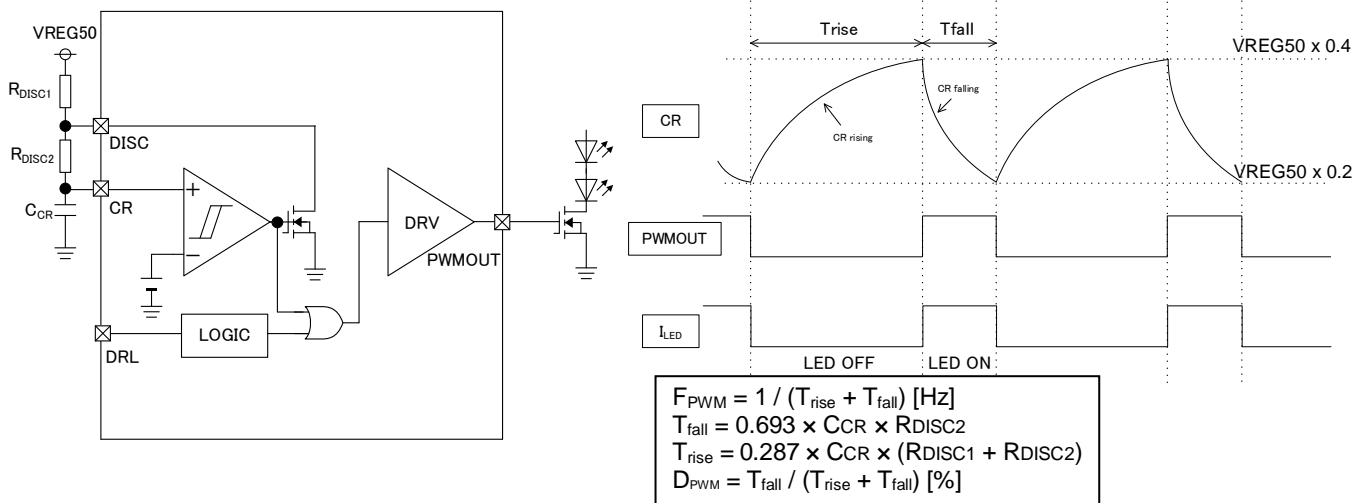 VREG50
RDISC1
DISC
RDISC2
CR
CCR
+
−
DRV
PWMOUT
LOGIC
DRL
Trise
Tfall
VREG50 x 0.4
CR
CR rising
CR falling
VREG50 x 0.2
PWMOUT
ILED
LED OFF
LED ON
FPWM = 1 / (Trise + Tfall) [Hz]
Tfall = 0.693 × CCR × RDISC2
Trise = 0.287 × CCR × (RDISC1 + RDISC2)
DPWM = Tfall / (Trise + Tfall) [%]